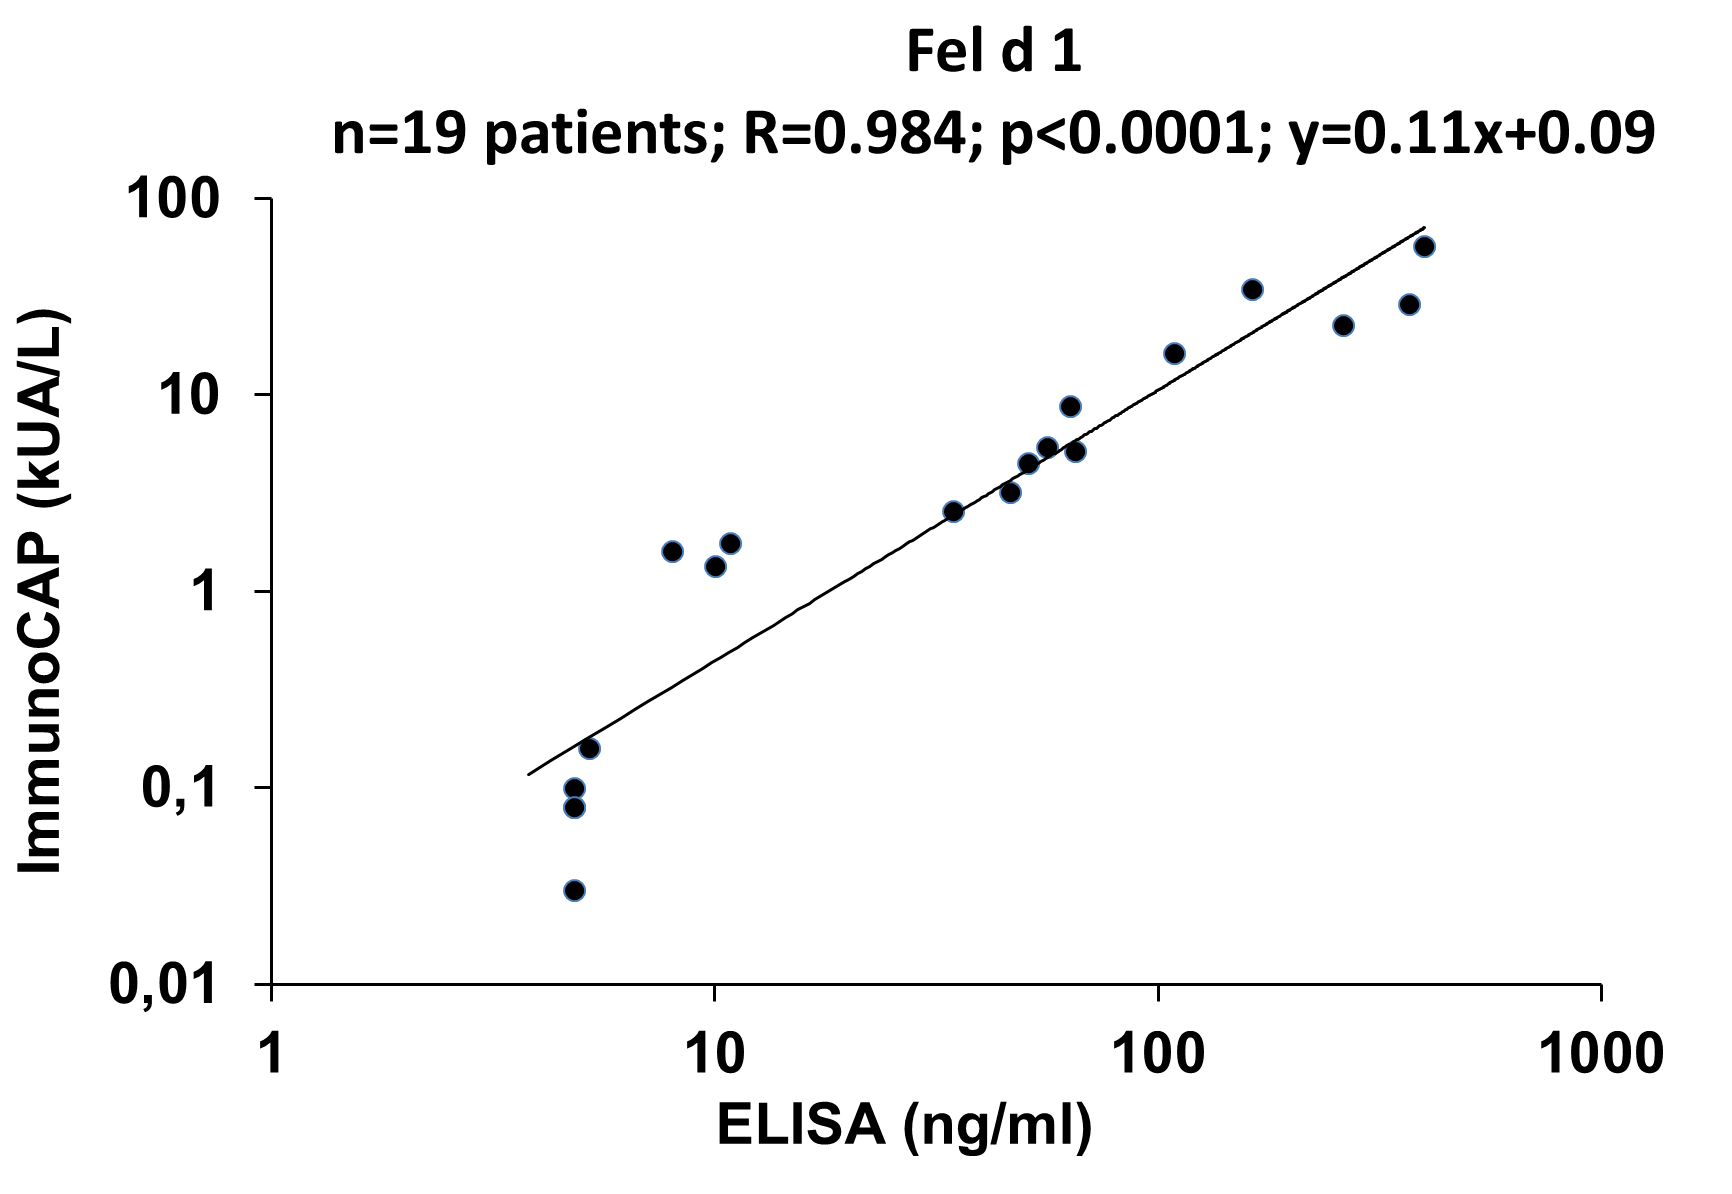 Fel d 1
n=19 patients; R=0.984; p<0.0001; y=0.11x+0.09
100
10
1
0,1
0,01
ImmunoCAP (kUA/L)
1
10
100
1000
ELISA (ng/ml)